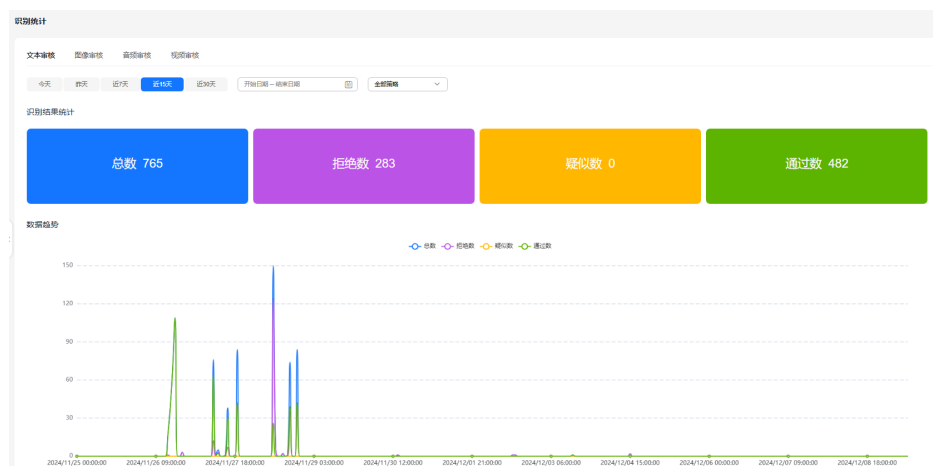 识别统计
文本审核 图像审核 音频审核 视频审核
今天 昨天 近7天 近15天 近30天 开始日期 – 结束日期 全部策略
识别结果统计
总数 765 拒绝数 283 疑似数 0 通过数 482
数据趋势
总数 拒绝数 疑似数 通过数
150
120
90
60
30
0
2024/11/25 00:00:00 2024/11/26 09:00:00 2024/11/27 18:00:00 2024/11/29 03:00:00 2024/11/30 12:00:00 2024/12/01 21:00:00 2024/12/03 06:00:00 2024/12/04 15:00:00 2024/12/06 00:00:00 2024/12/07 09:00:00 2024/12/08 18:00:00